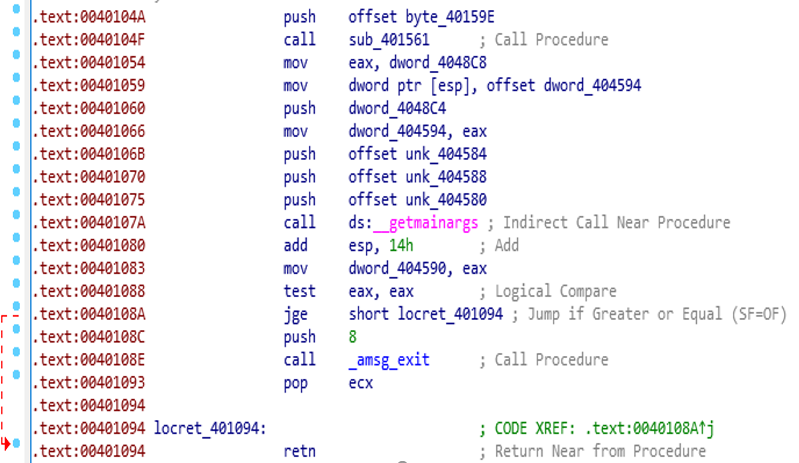 .text:0040104A push offset byte_40159E
.text:0040104F call sub_401561 ; Call Procedure
.text:00401054 mov eax, dword_4048C8
.text:00401059 mov dword ptr [esp], offset dword_404594
.text:00401060 push dword_4048C4
.text:00401066 mov dword_404594, eax
.text:0040106B push offset unk_404584
.text:00401070 push offset unk_404588
.text:00401075 push offset unk_404580
.text:0040107A call ds:__getmainargs ; Indirect Call Near Procedure
.text:00401080 add esp, 14h ; Add
.text:00401083 mov dword_404590, eax
.text:00401088 test eax, eax ; Logical Compare
.text:0040108A jge short locret_401094 ; Jump if Greater or Equal (SF=OF)
.text:0040108C push 8
.text:0040108E call _amsg_exit ; Call Procedure
.text:00401093 pop ecx
.text:00401094
.text:00401094 locret_401094: ; CODE XREF: .text:0040108A↑j
.text:00401094 retn ; Return Near from Procedure